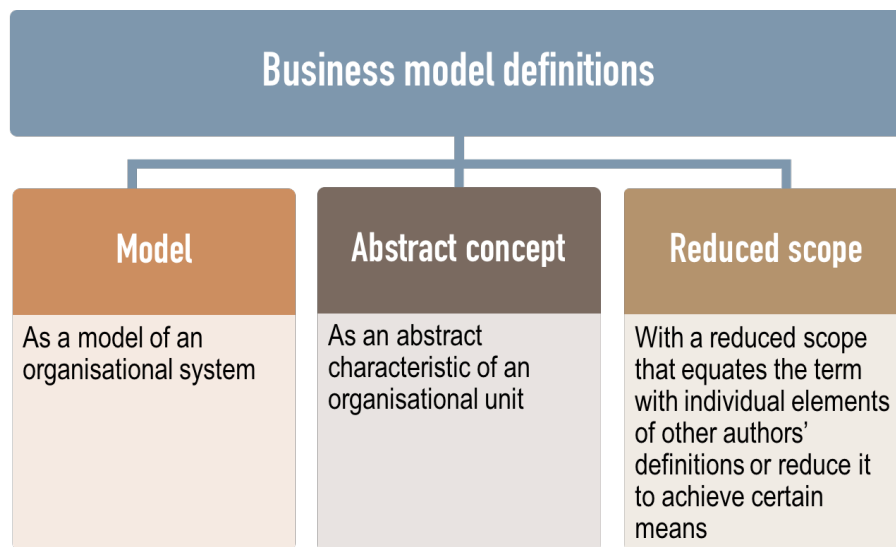 Business model definitions
Model
As a model of an
organisational system
Abstract concept
As an abstract
characteristic of an
organisational unit
Reduced scope
With a reduced scope
that equates the term
with individual elements
of other authors’
definitions or reduce it
to achieve certain
means